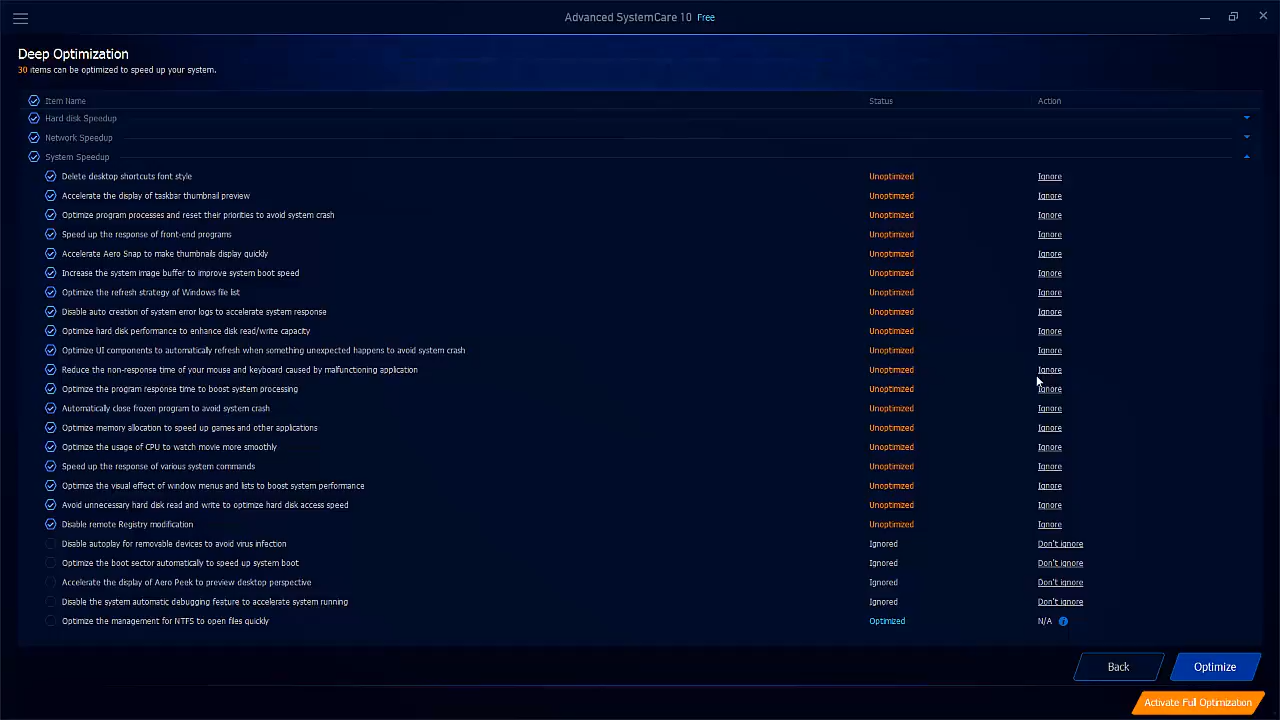 Advanced SystemCare 10 Free
Deep Optimization
30 items can be optimized to speed up your system.
Item Name Status Action
Hard disk Speedup
Network Speedup
System Speedup
Delete desktop shortcuts font style Unoptimized Ignore
Accelerate the display of taskbar thumbnail preview Unoptimized Ignore
Optimize program processes and reset their priorities to avoid system crash Unoptimized Ignore
Speed up the response of front-end programs Unoptimized Ignore
Accelerate Aero Snap to make thumbnails display quickly Unoptimized Ignore
Increase the system image buffer to improve system boot speed Unoptimized Ignore
Optimize the refresh strategy of Windows file list Unoptimized Ignore
Disable auto creation of system error logs to accelerate system response Unoptimized Ignore
Optimize hard disk performance to enhance disk read/write capacity Unoptimized Ignore
Optimize UI components to automatically refresh when something unexpected happens to avoid system crash Unoptimized Ignore
Reduce the non-response time of your mouse and keyboard caused by malfunctioning application Unoptimized Ignore
Optimize the program response time to boost system processing Unoptimized Ignore
Automatically close frozen program to avoid system crash Unoptimized Ignore
Optimize memory allocation to speed up games and other applications Unoptimized Ignore
Optimize the usage of CPU to watch movie more smoothly Unoptimized Ignore
Speed up the response of various system commands Unoptimized Ignore
Optimize the visual effect of window menus and lists to boost system performance Unoptimized Ignore
Avoid unnecessary hard disk read and write to optimize hard disk access speed Unoptimized Ignore
Disable remote Registry modification Unoptimized Ignore
Disable autoplay for removable devices to avoid virus infection Ignored Don't ignore
Optimize the boot sector automatically to speed up system boot Ignored Don't ignore
Accelerate the display of Aero Peek to preview desktop perspective Ignored Don't ignore
Disable the system automatic debugging feature to accelerate system running Ignored Don't ignore
Optimize the management for NTFS to open files quickly Optimized N/A
Back Optimize
Activate Full Optimization